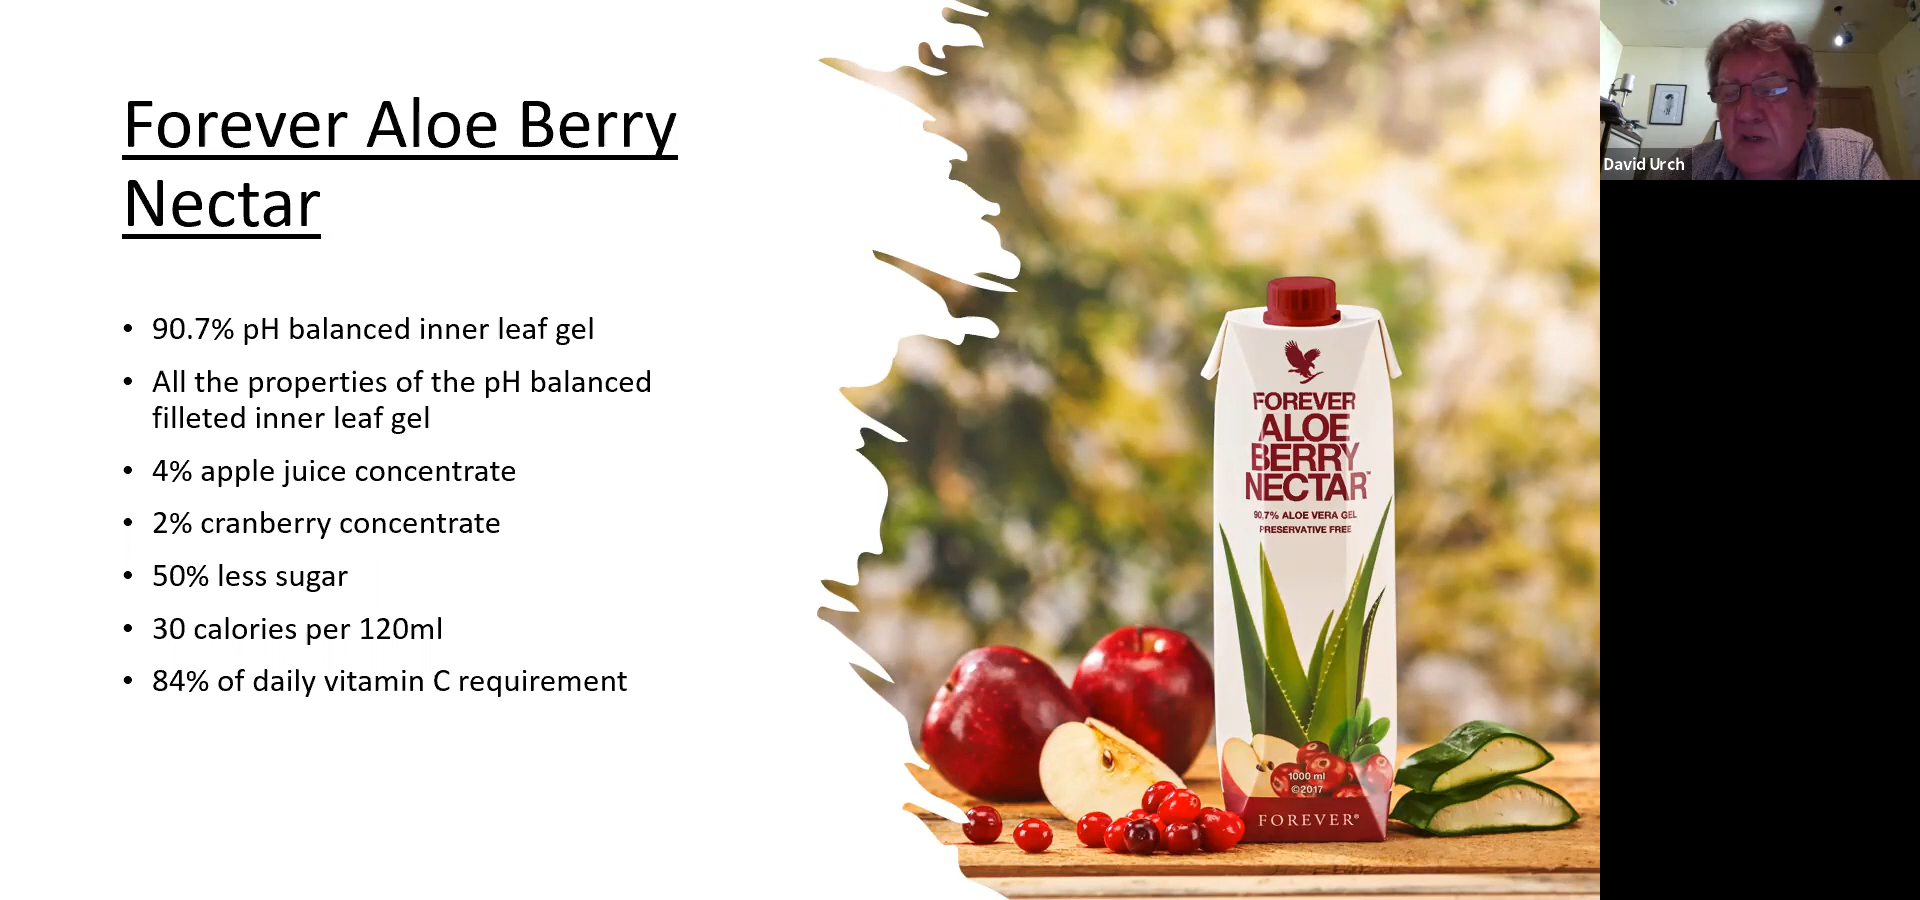 Forever Aloe Berry
Nectar
• 90.7% pH balanced inner leaf gel
• All the properties of the pH balanced
filleted inner leaf gel
• 4% apple juice concentrate
• 2% cranberry concentrate
• 50% less sugar
• 30 calories per 120ml
• 84% of daily vitamin C requirement
FOREVER
ALOE
BERRY
NECTAR™
90.7% ALOE VERA GEL
PRESERVATIVE FREE
1000 ml
©2017
FOREVER®
David Urch